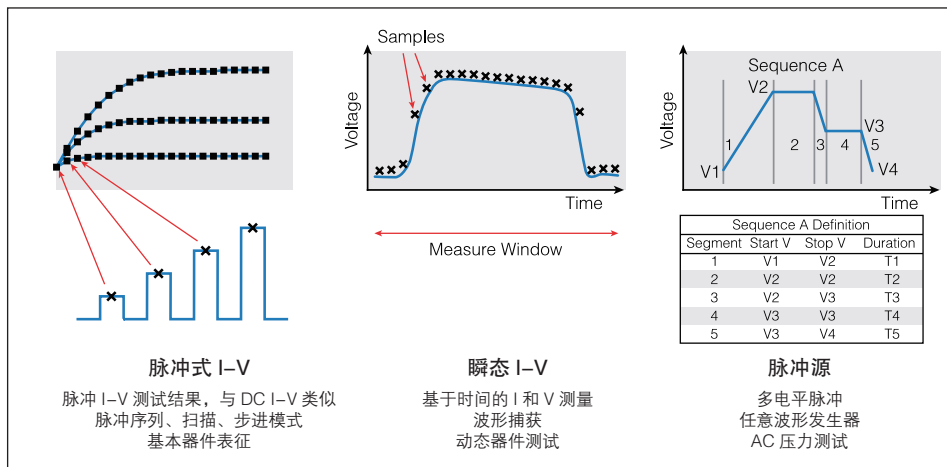 Samples
Voltage
Time
Measure Window
Voltage
Sequence A
V2
V1
1
2
3
4
5
V3
V4
Time
Sequence A Definition
Segment Start V Stop V Duration
1 V1 V2 T1
2 V2 V2 T2
3 V2 V3 T3
4 V3 V3 T4
5 V3 V4 T5
脉冲式 I-V
脉冲 I-V 测试结果，与 DC I-V 类似
脉冲序列、扫描、步进模式
基本器件表征
瞬态 I-V
基于时间的 I 和 V 测量
波形捕获
动态器件测试
脉冲源
多电平脉冲
任意波形发生器
AC 压力测试